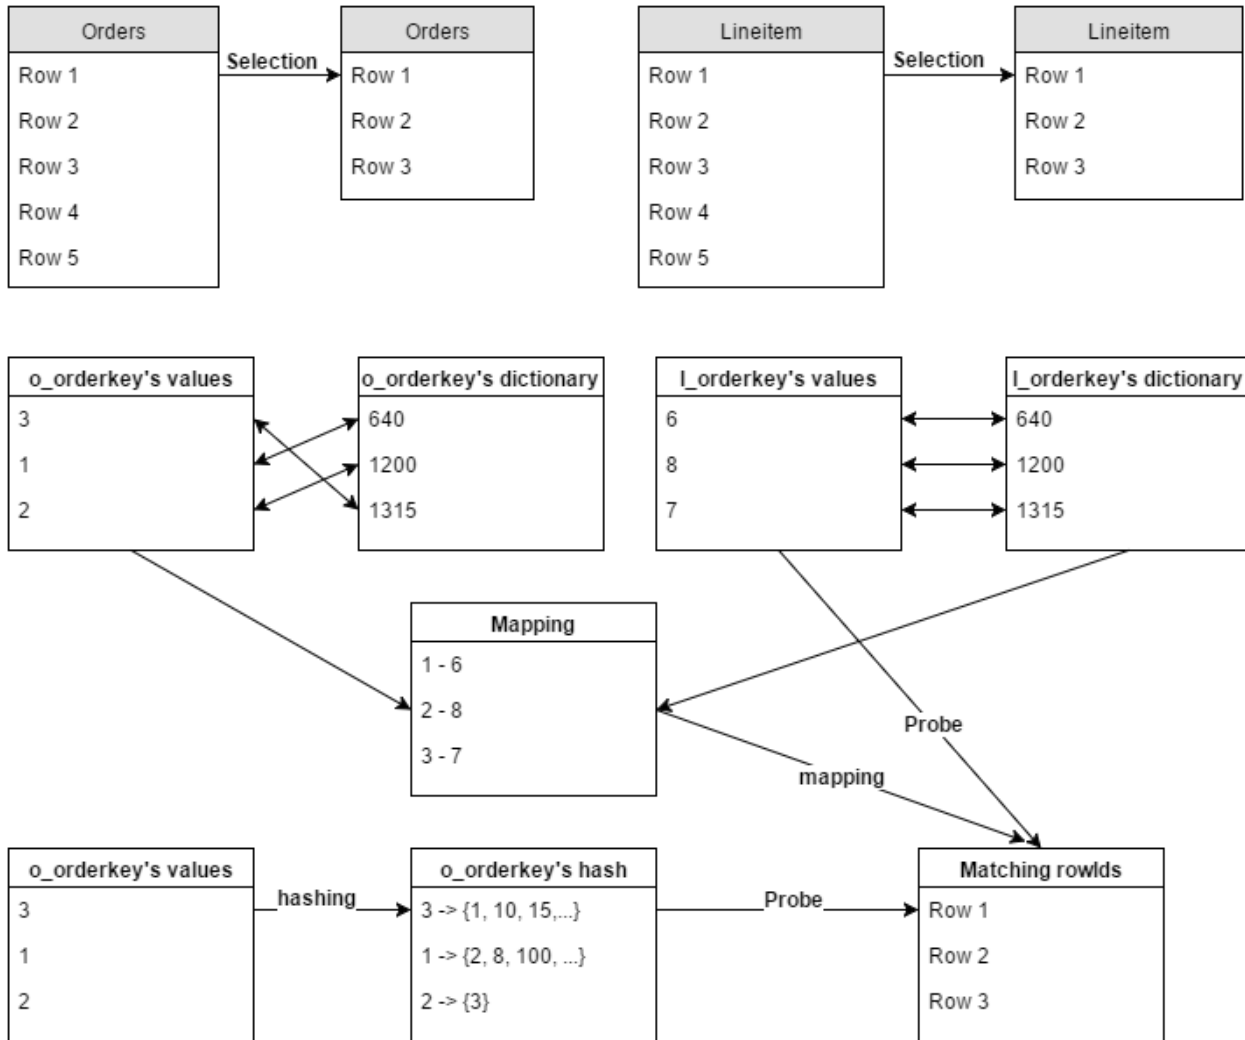 Orders
Row 1
Row 2
Row 3
Row 4
Row 5
Selection
Orders
Row 1
Row 2
Row 3
Lineitem
Row 1
Row 2
Row 3
Row 4
Row 5
Selection
Lineitem
Row 1
Row 2
Row 3
o_orderkey's values
3
1
2
o_orderkey's dictionary
640
1200
1315
l_orderkey's values
6
8
7
l_orderkey's dictionary
640
1200
1315
Mapping
1 - 6
2 - 8
3 - 7
Probe
mapping
o_orderkey's values
3
1
2
hashing
o_orderkey's hash
3 -> {1, 10, 15,...}
1 -> {2, 8, 100, ...}
2 -> {3}
Probe
Matching rowIds
Row 1
Row 2
Row 3